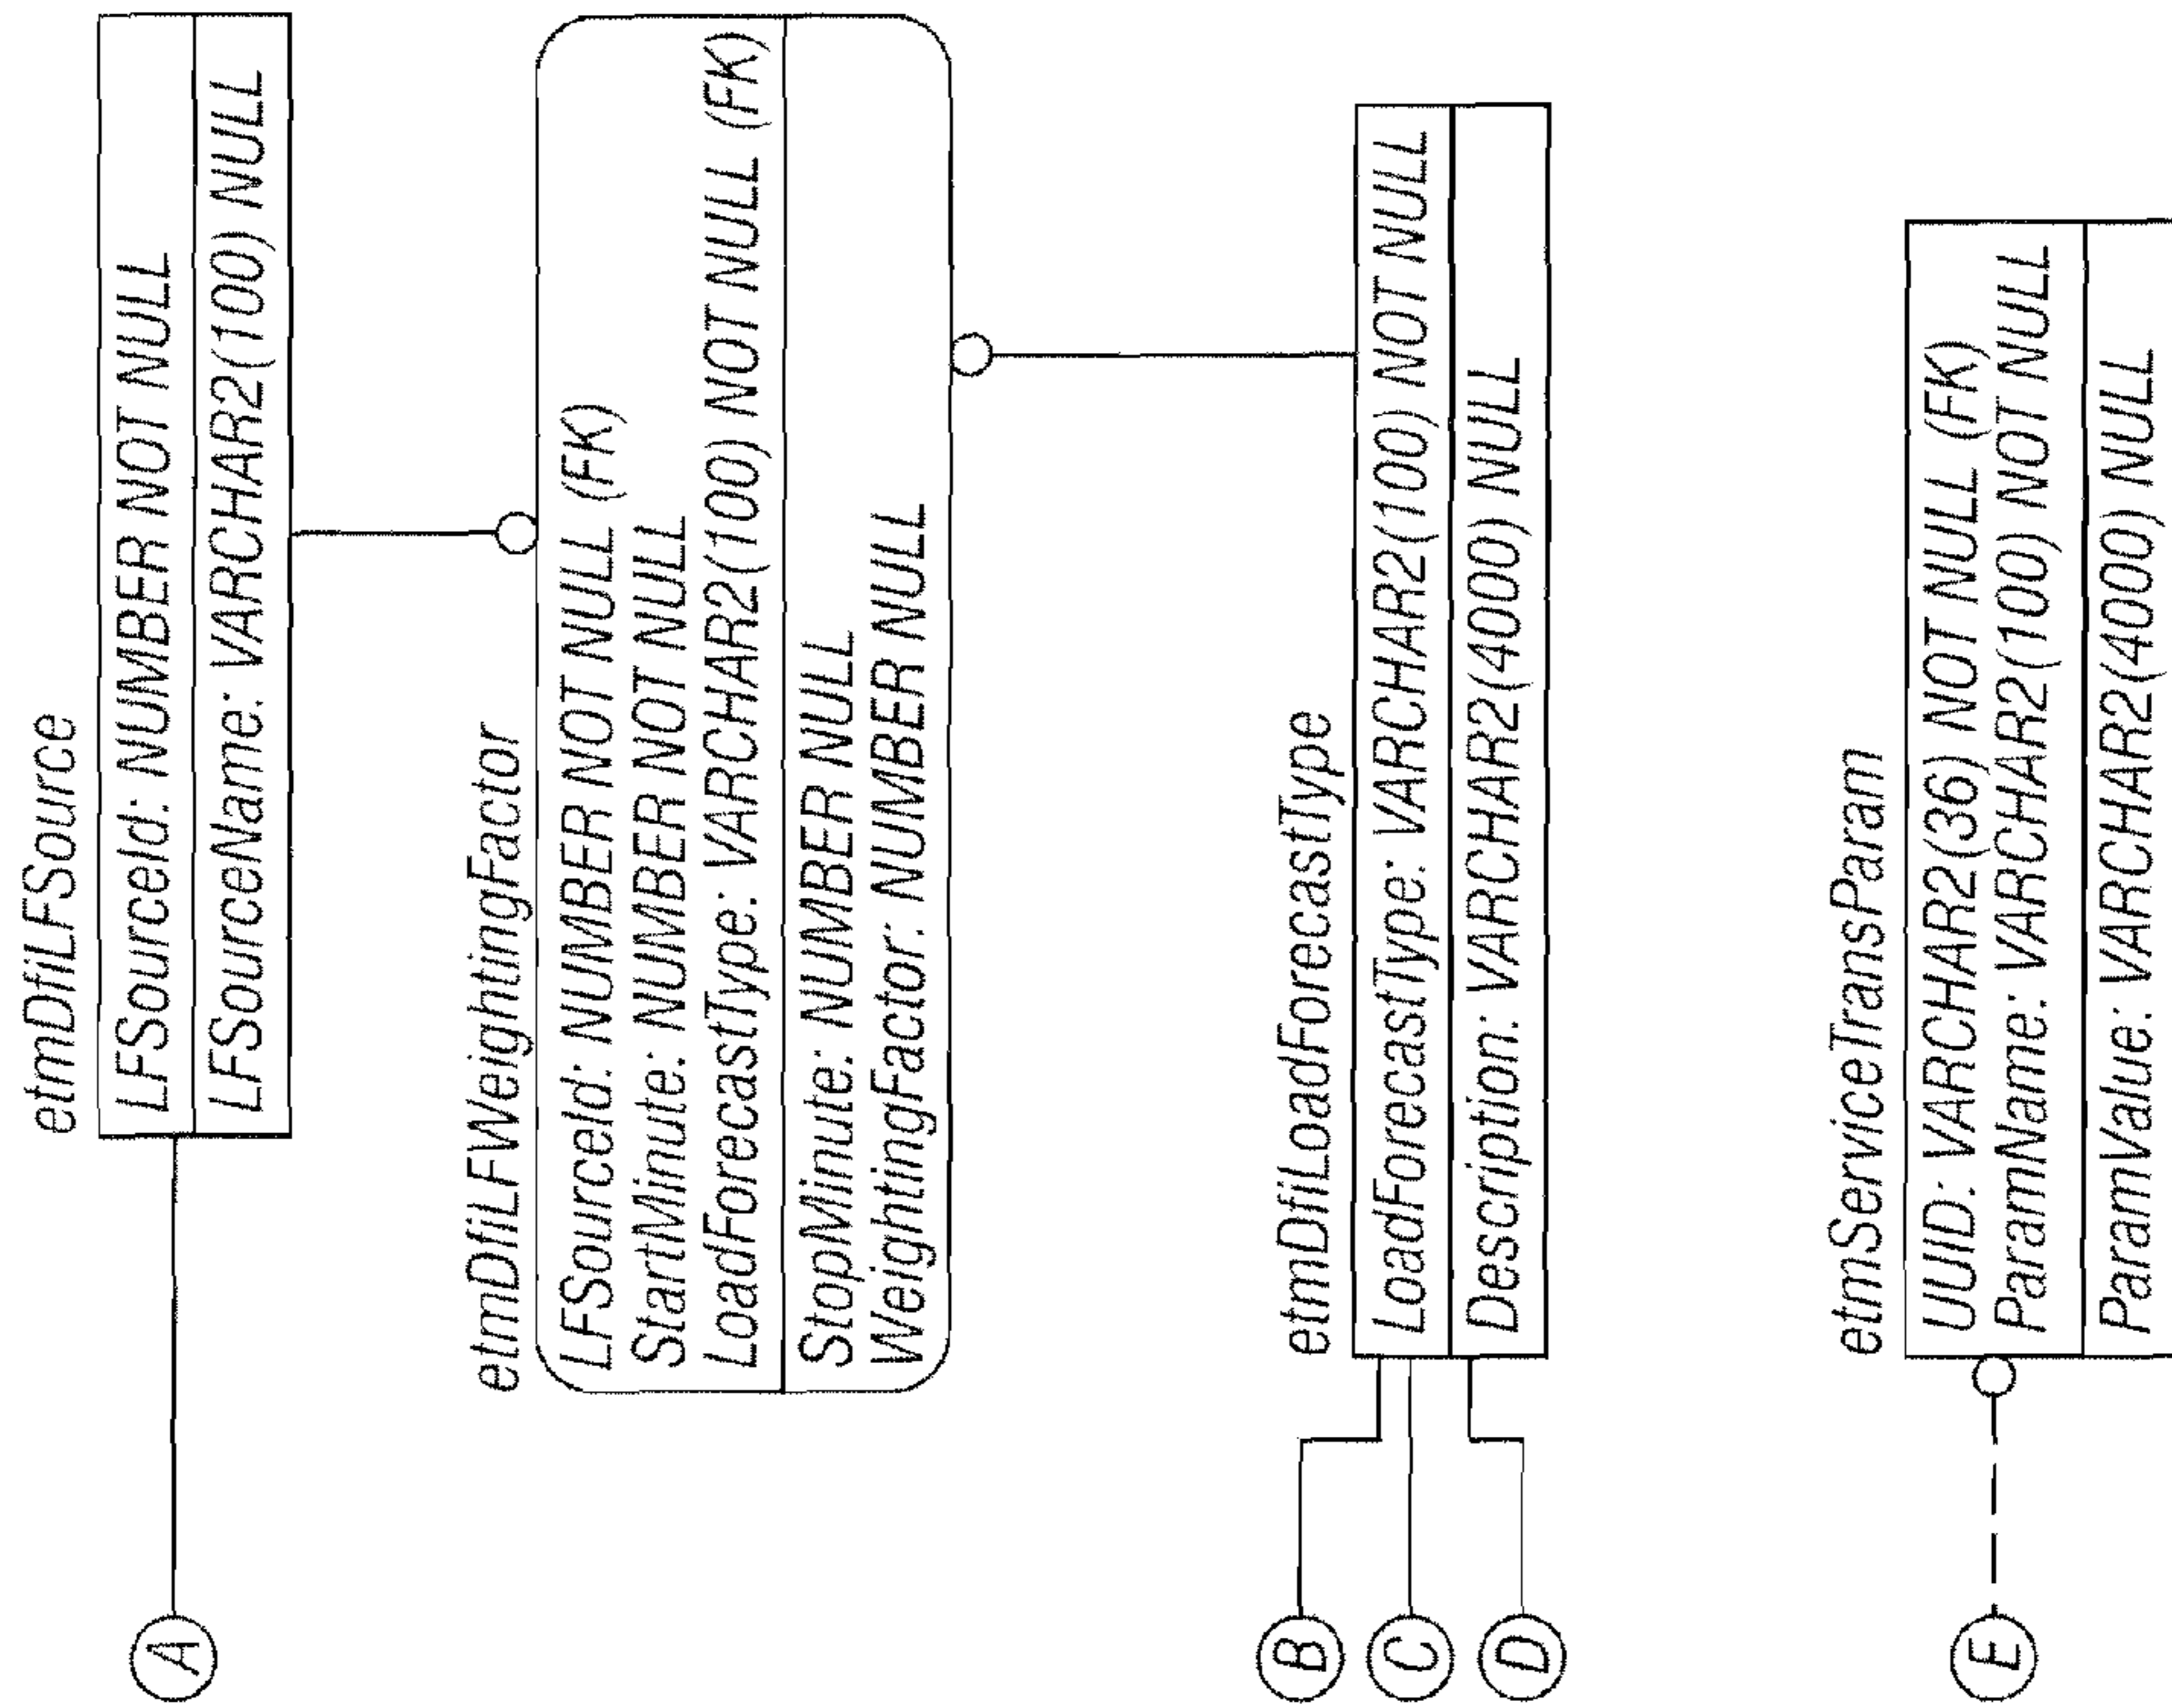 etmDfiLFSource
LFSourceId: NUMBER NOT NULL
LFSourceName: VARCHAR2(100) NULL
A
etmDfiLFWeightingFactor
LFSourceId: NUMBER NOT NULL (FK)
StartMinute: NUMBER NOT NULL
LoadForecastType: VARCHAR2(100) NOT NULL (FK)
StopMinute: NUMBER NULL
WeightingFactor: NUMBER NULL
etmDfiLoadForecastType
LoadForecastType: VARCHAR2(100) NOT NULL
Description: VARCHAR2(4000) NULL
B
C
D
etmServiceTransParam
UUID: VARCHAR2(36) NOT NULL (FK)
ParamName: VARCHAR2(100) NOT NULL
ParamValue: VARCHAR2(4000) NULL
E